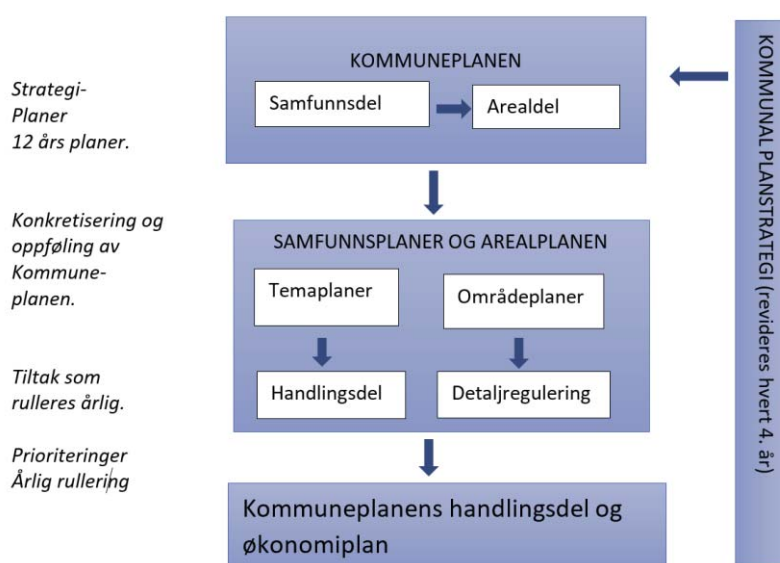 KOMMUNEPLANEN
Samfunnsdel
Arealdel
Strategi-
Planer
12 års planer.
Konkretisering og
oppføling av
Kommune-
planen.
SAMFUNNSPLANER OG AREALPLANEN
Temaplaner
Områdeplaner
Handlingsdel
Detaljregulering
Tiltak som
rulleres årlig.
Prioriteringer
Årlig rullering
Kommuneplanens handlingsdel og
økonomiplan
KOMMUNAL PLANSTRATEGI (revideres hvert 4. år)